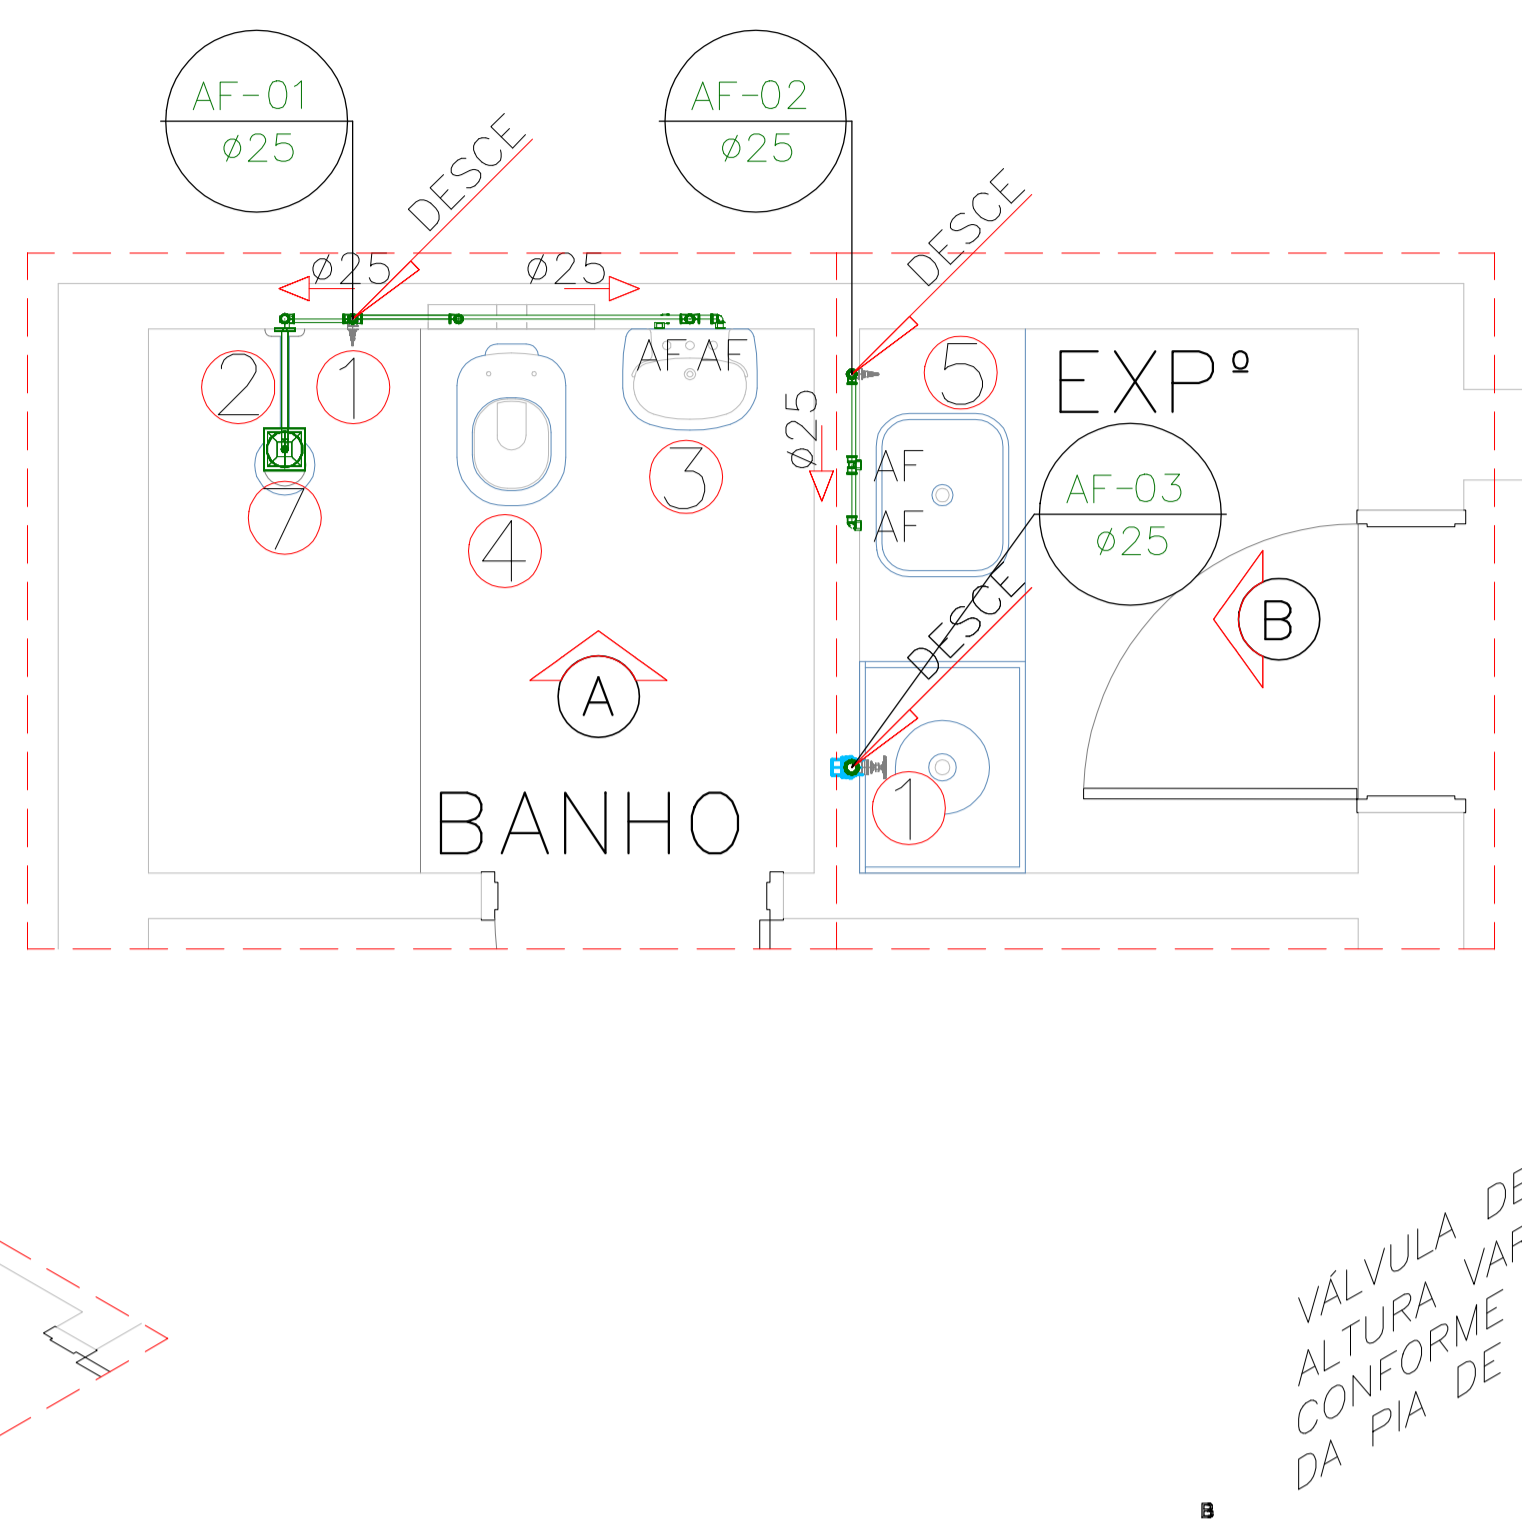 AF-01
ø25
AF-02
ø25
DESCE
DESCE
ø25
ø25
AF AF
2
1
5
EXPº
ø25
3
AF
AF-03
ø25
7
4
AF
DESCE
B
A
1
BANHO
VÁLVULA DE
ALTURA VAR
CONFORME
DA PIA DE
B